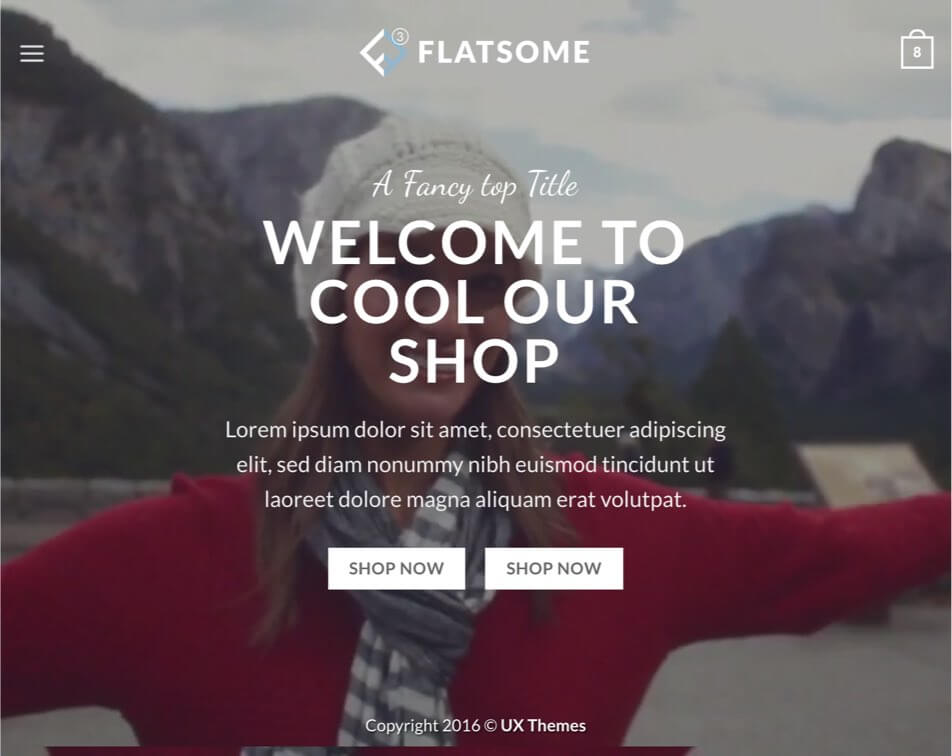 3
FLATSOME
8
A Fancy top Title
WELCOME TO
COOL OUR
SHOP
Lorem ipsum dolor sit amet, consectetuer adipiscing
elit, sed diam nonummy nibh euismod tincidunt ut
laoreet dolore magna aliquam erat volutpat.
SHOP NOW SHOP NOW
Copyright 2016 © UX Themes